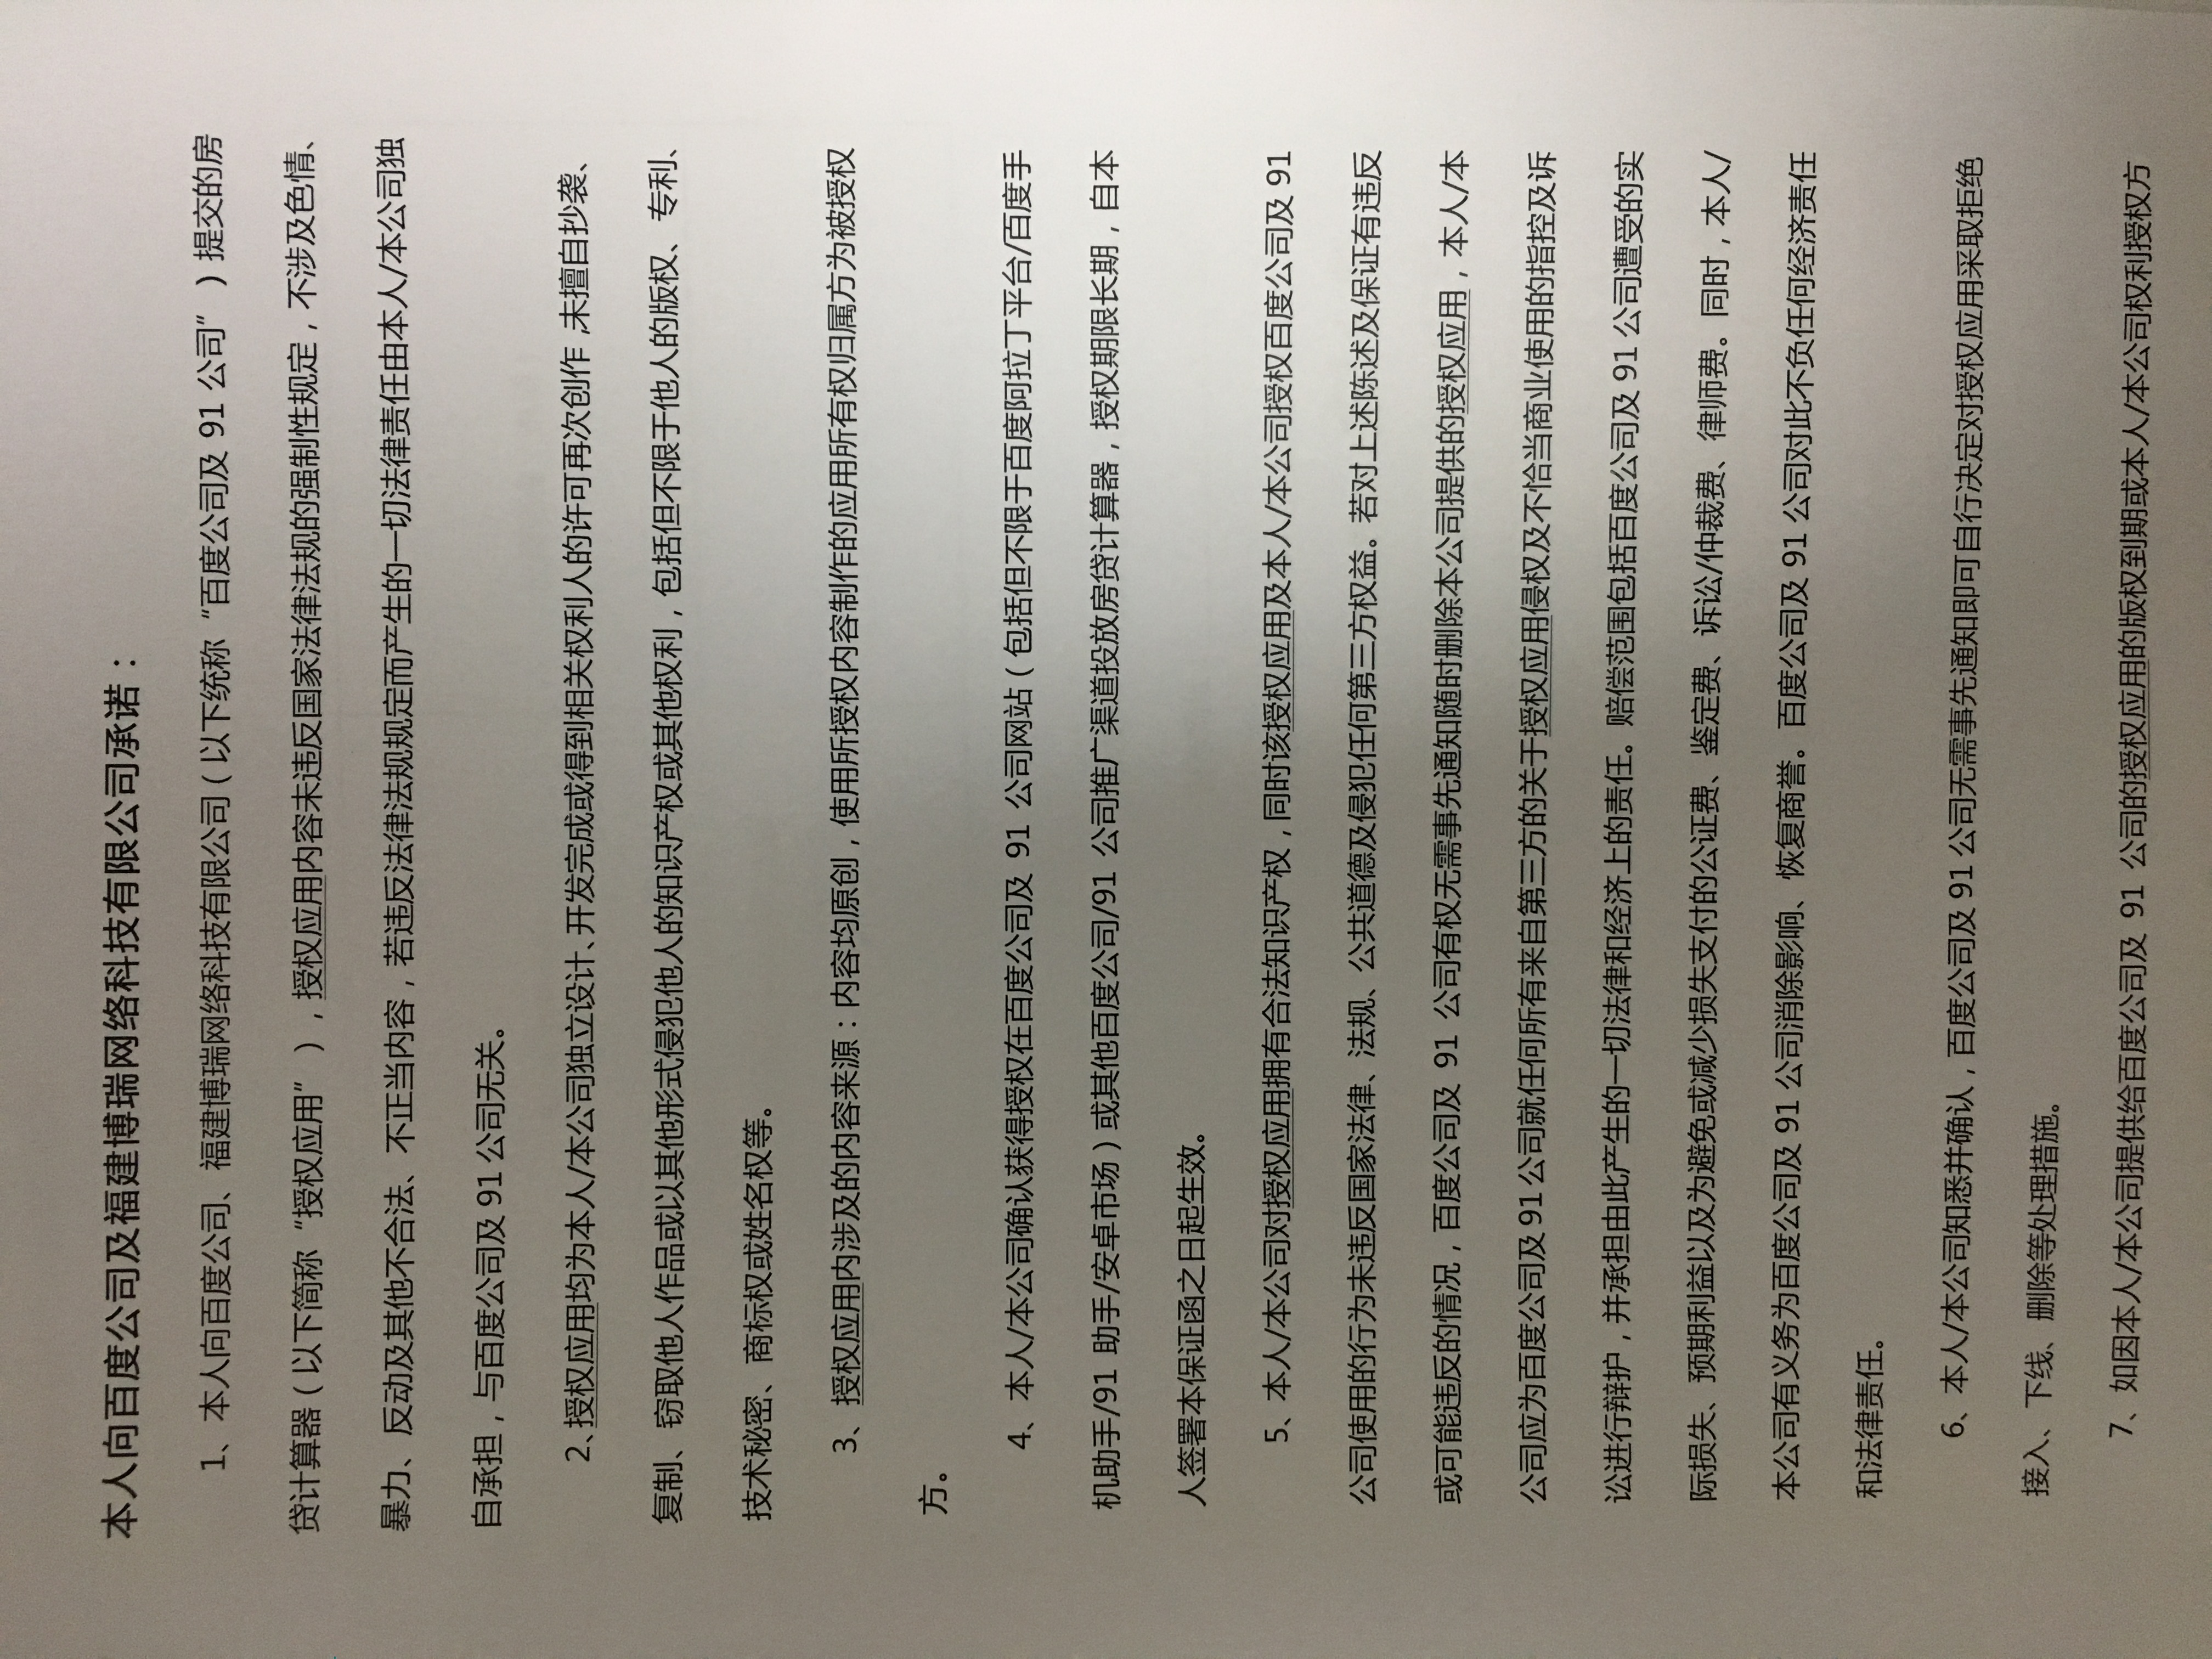 本人向百度公司及福建博瑞网络科技有限公司承诺：
1、本人向百度公司、福建博瑞网络科技有限公司（以下统称“百度公司及 91 公司”）提交的房
贷计算器（以下简称“授权应用”），授权应用内容未违反国家法律法规的强制性规定，不涉及色情、
暴力、反动及其他不合法、不正当内容，若违反法律法规规定而产生的一切法律责任由本人/本公司独
自承担，与百度公司及 91 公司无关。
2、授权应用均为本人/本公司独立设计、开发完成或得到相关权利人的许可再次创作，未擅自抄袭、
复制、窃取他人作品或以其他形式侵犯他人的知识产权或其他权利，包括但不限于他人的版权、专利、
技术秘密、商标权或姓名权等。
3、授权应用内涉及的内容来源：内容均原创，使用所授权内容制作的应用所有权归属方为被授权
方。
4、本人/本公司确认获得授权在百度公司及 91 公司网站（包括但不限于百度阿拉丁平台/百度手
机助手/91 助手/安卓市场）或其他百度公司/91 公司推广渠道投放房贷计算器，授权期限长期，自本
人签署本保证函之日起生效。
5、本人/本公司对授权应用拥有合法知识产权，同时该授权应用及本人/本公司授权百度公司及 91
公司使用的行为未违反国家法律、法规、公共道德及侵犯任何第三方权益。若对上述陈述及保证有违反
或可能违反的情况，百度公司及 91 公司有权无需事先通知随时删除本公司提供的授权应用，本人/本
公司应为百度公司及 91 公司就任何所有来自第三方的关于授权应用侵权及不恰当商业使用的指控及诉
讼进行辩护，并承担由此产生的一切法律和经济上的责任。赔偿范围包括百度公司及 91 公司遭受的实
际损失、预期利益以及为避免或减少损失支付的公证费、鉴定费、诉讼/仲裁费、律师费。同时，本人/
本公司有义务为百度公司及 91 公司消除影响、恢复商誉。百度公司及 91 公司对此不负任何经济责任
和法律责任。
6、本人/本公司知悉并确认，百度公司及 91 公司无需事先通知即可自行决定对授权应用采取拒绝
接入、下线、删除等处理措施。
7、如因本人/本公司提供给百度公司及 91 公司的授权应用的版权到期或本人/本公司权利授权方